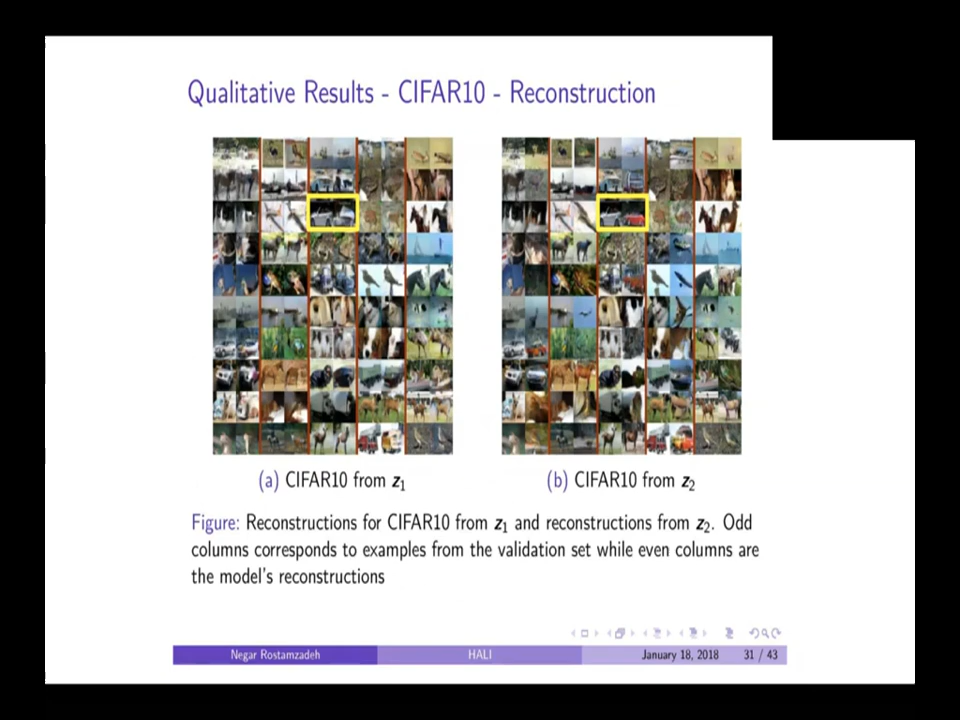 Qualitative Results - CIFAR10 - Reconstruction
(a) CIFAR10 from z1
(b) CIFAR10 from z2
Figure: Reconstructions for CIFAR10 from z1 and reconstructions from z2. Odd
columns corresponds to examples from the validation set while even columns are
the model's reconstructions
Negar Rostamzadeh
HALI
January 18, 2018
31 / 43